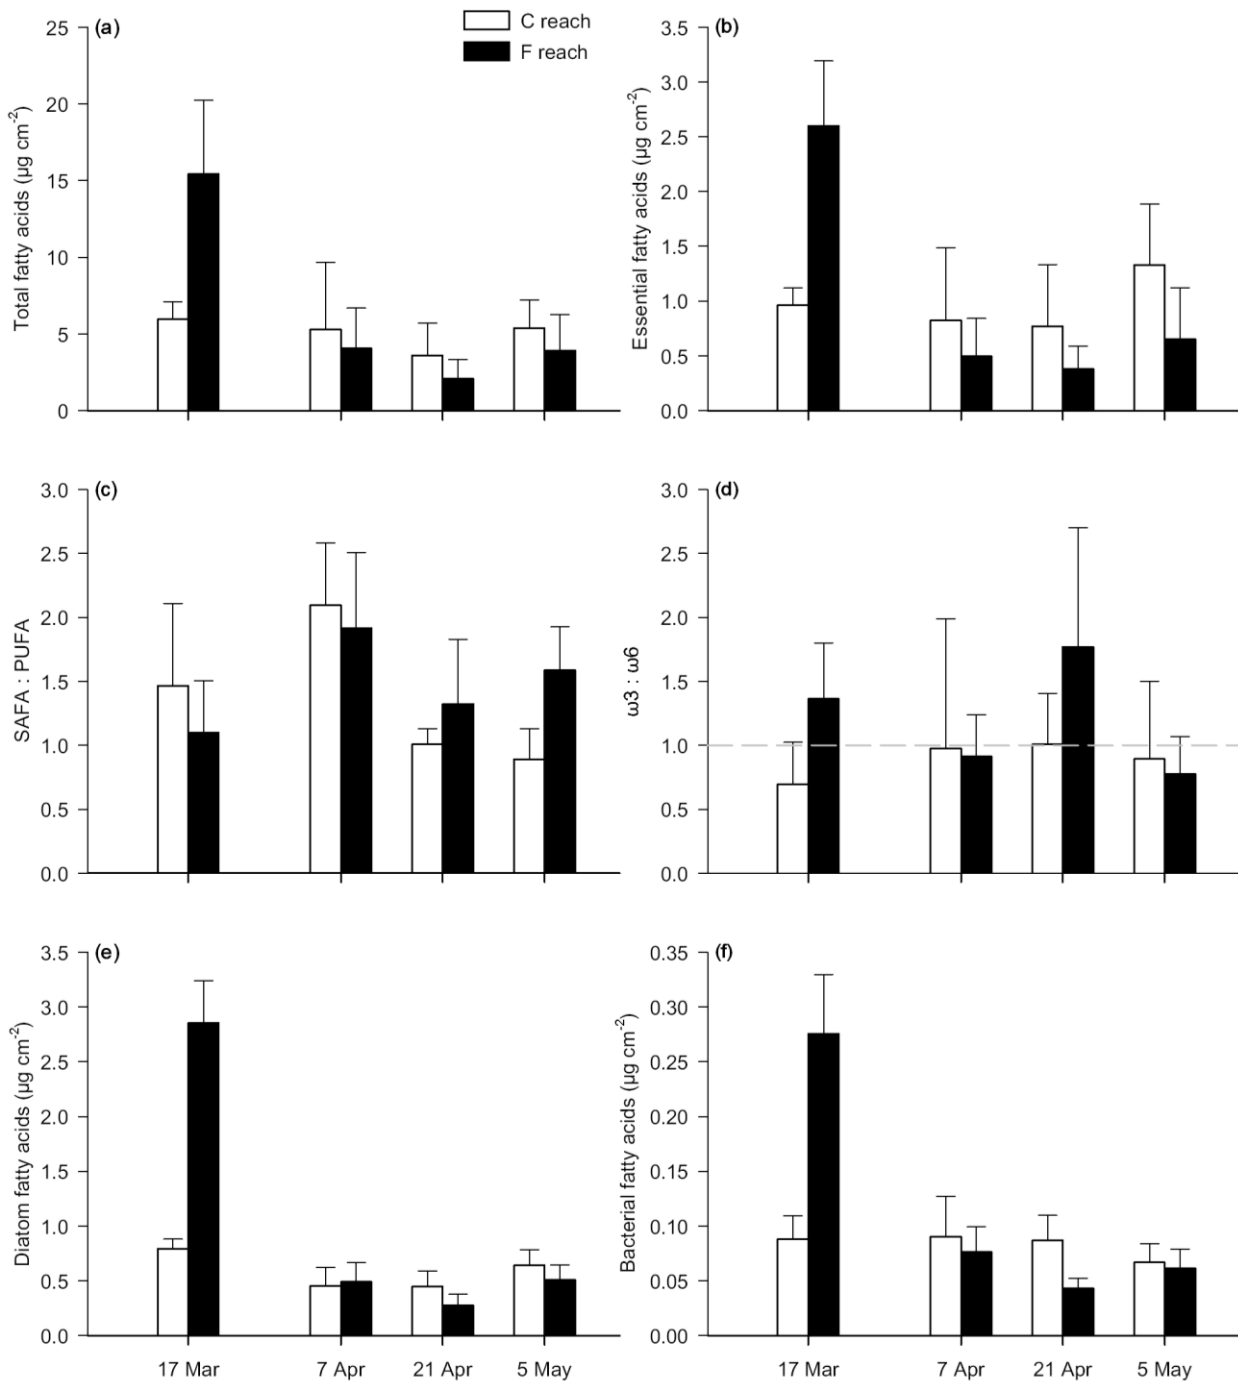 (a)
C reach
F reach
25
20
15
10
5
0
Total fatty acids (µg cm-2)
(b)
3.5
3.0
2.5
2.0
1.5
1.0
0.5
0.0
Essential fatty acids (µg cm-2)
(c)
3.0
2.5
2.0
1.5
1.0
0.5
0.0
SAFA : PUFA
(d)
3.0
2.5
2.0
1.5
1.0
0.5
0.0
ω3 : ω6
(e)
3.5
3.0
2.5
2.0
1.5
1.0
0.5
0.0
Diatom fatty acids (µg cm-2)
17 Mar
7 Apr
21 Apr
5 May
(f)
0.35
0.30
0.25
0.20
0.15
0.10
0.05
0.00
Bacterial fatty acids (µg cm-2)
17 Mar
7 Apr
21 Apr
5 May